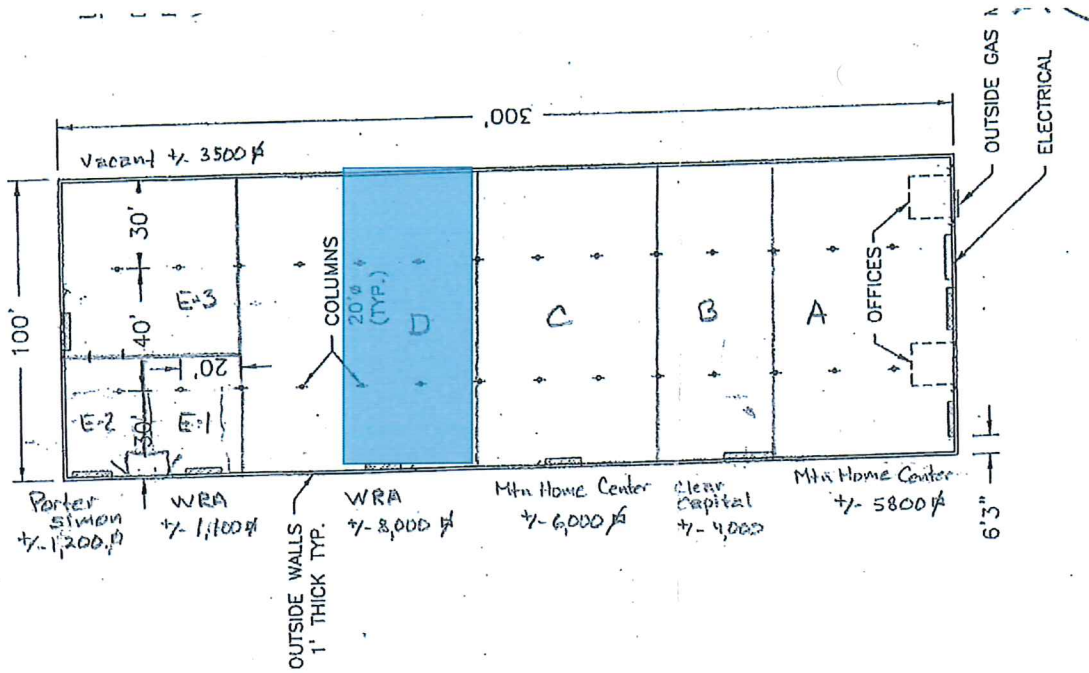 100'
300'
Vacant +/- 3500 ⌀
30'
40'
30'
20'
E-3
E-2
E-1
COLUMNS
20'ø
(TYP.)
D
C
B
A
OFFICES
OUTSIDE GAS
ELECTRICAL
6'3"
Porter
Simon
+/- 1,200
WRA
+/- 1,100 ⌀
WRA
+/- 8,000 ⌀
Mtn Home Center
+/- 6,000 ⌀
Clear
Capital
+/- 4,000
Mtn Home Center
+/- 5800 ⌀
OUTSIDE WALLS
1' THICK TYP.